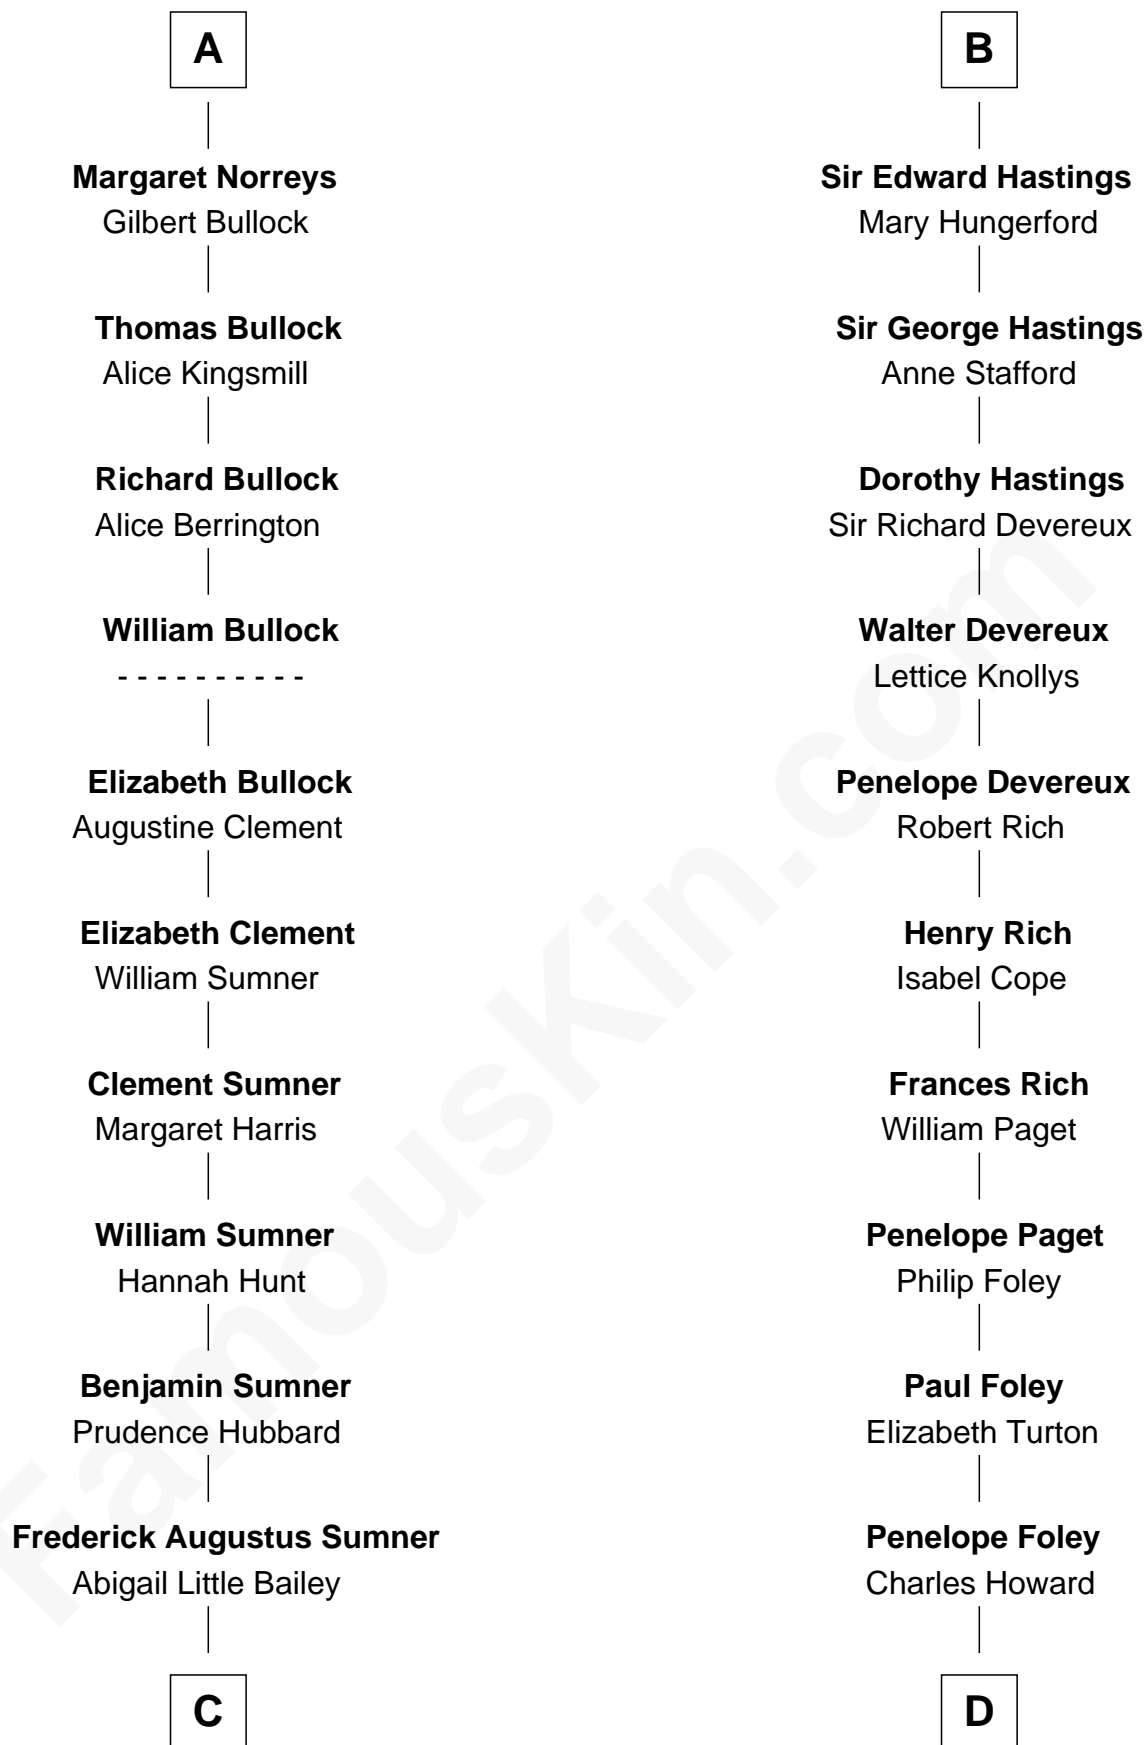 A
Margaret Norreys
Gilbert Bullock
Thomas Bullock
Alice Kingsmill
Richard Bullock
Alice Berrington
William Bullock
- - - - - - - - - -
Elizabeth Bullock
Augustine Clement
Elizabeth Clement
William Sumner
Clement Sumner
Margaret Harris
William Sumner
Hannah Hunt
Benjamin Sumner
Prudence Hubbard
Frederick Augustus Sumner
Abigail Little Bailey
C
B
Sir Edward Hastings
Mary Hungerford
Sir George Hastings
Anne Stafford
Dorothy Hastings
Sir Richard Devereux
Walter Devereux
Lettice Knollys
Penelope Devereux
Robert Rich
Henry Rich
Isabel Cope
Frances Rich
William Paget
Penelope Paget
Philip Foley
Paul Foley
Elizabeth Turton
Penelope Foley
Charles Howard
D
FamousKin.com